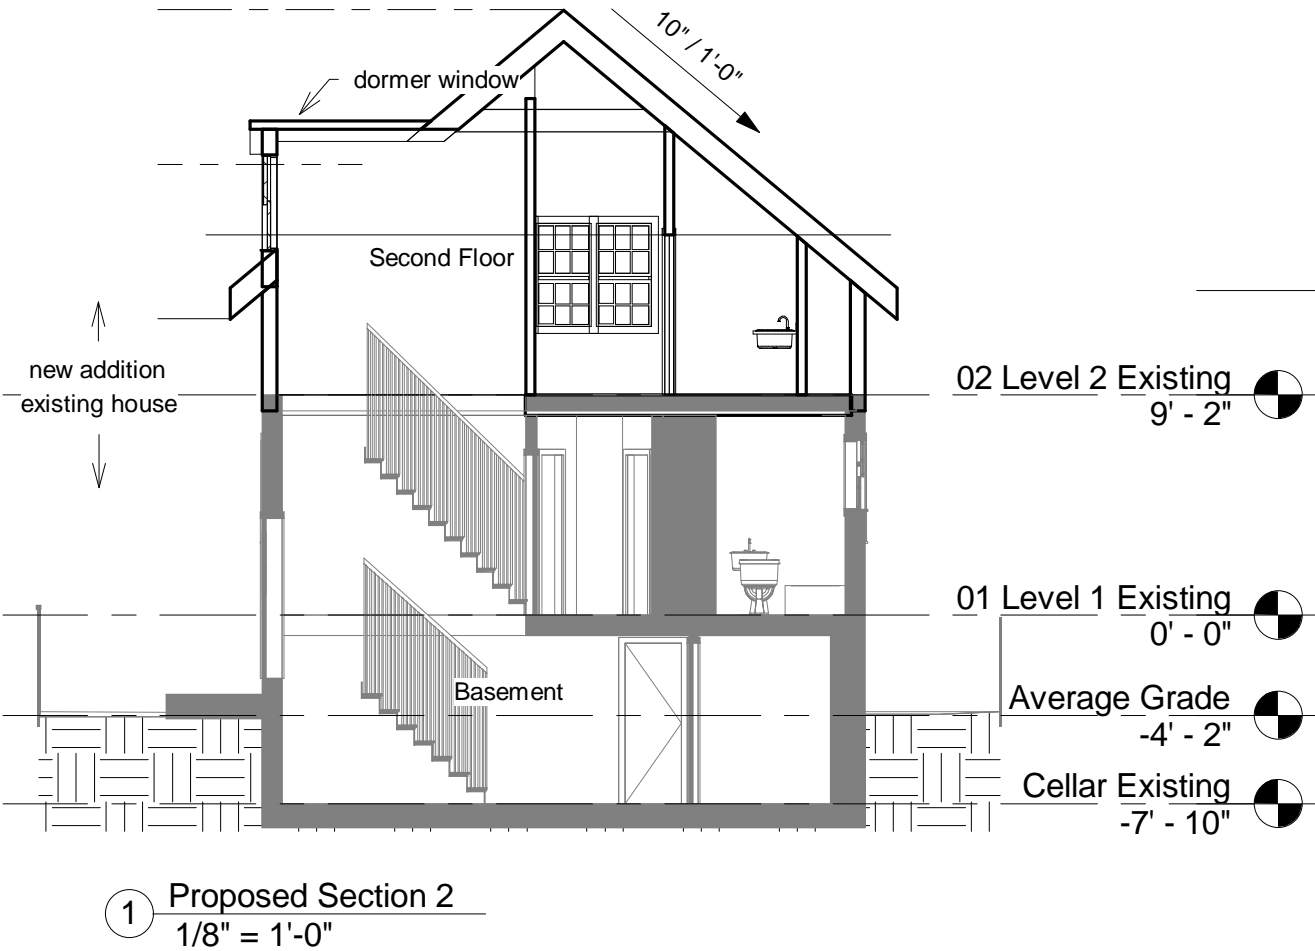 10" / 1'-0"
dormer window
Second Floor
new addition
existing house
02 Level 2 Existing
9' - 2"
01 Level 1 Existing
0' - 0"
Basement
Average Grade
-4' - 2"
Cellar Existing
-7' - 10"
1
Proposed Section 2
1/8" = 1'-0"